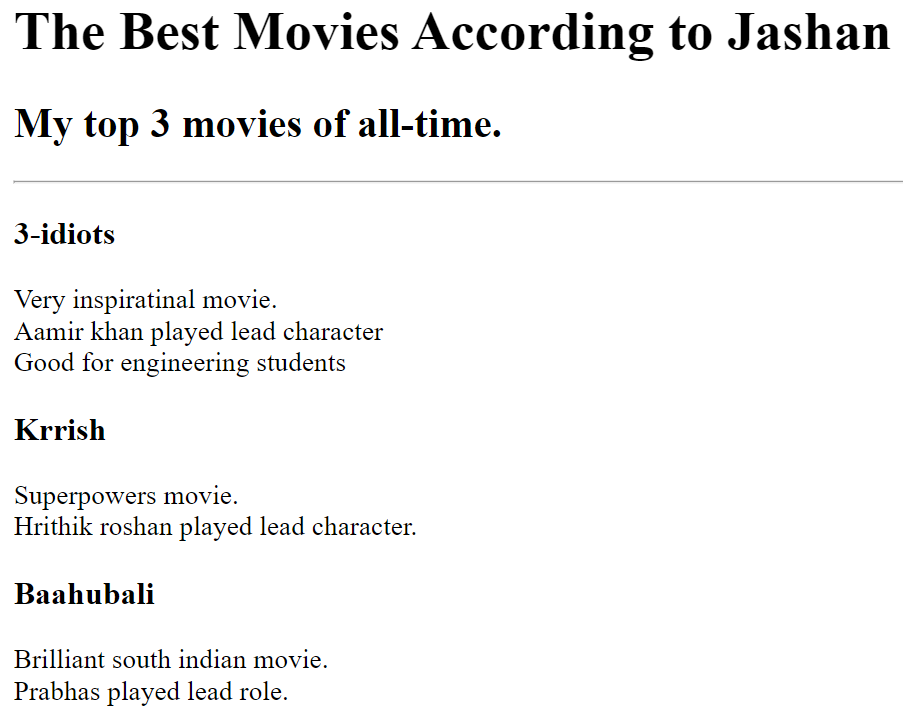 The Best Movies According to Jashan
My top 3 movies of all-time.
3-idiots
Very inspiratinal movie.
Aamir khan played lead character
Good for engineering students
Krrish
Superpowers movie.
Hrithik roshan played lead character.
Baahubali
Brilliant south indian movie.
Prabhas played lead role.